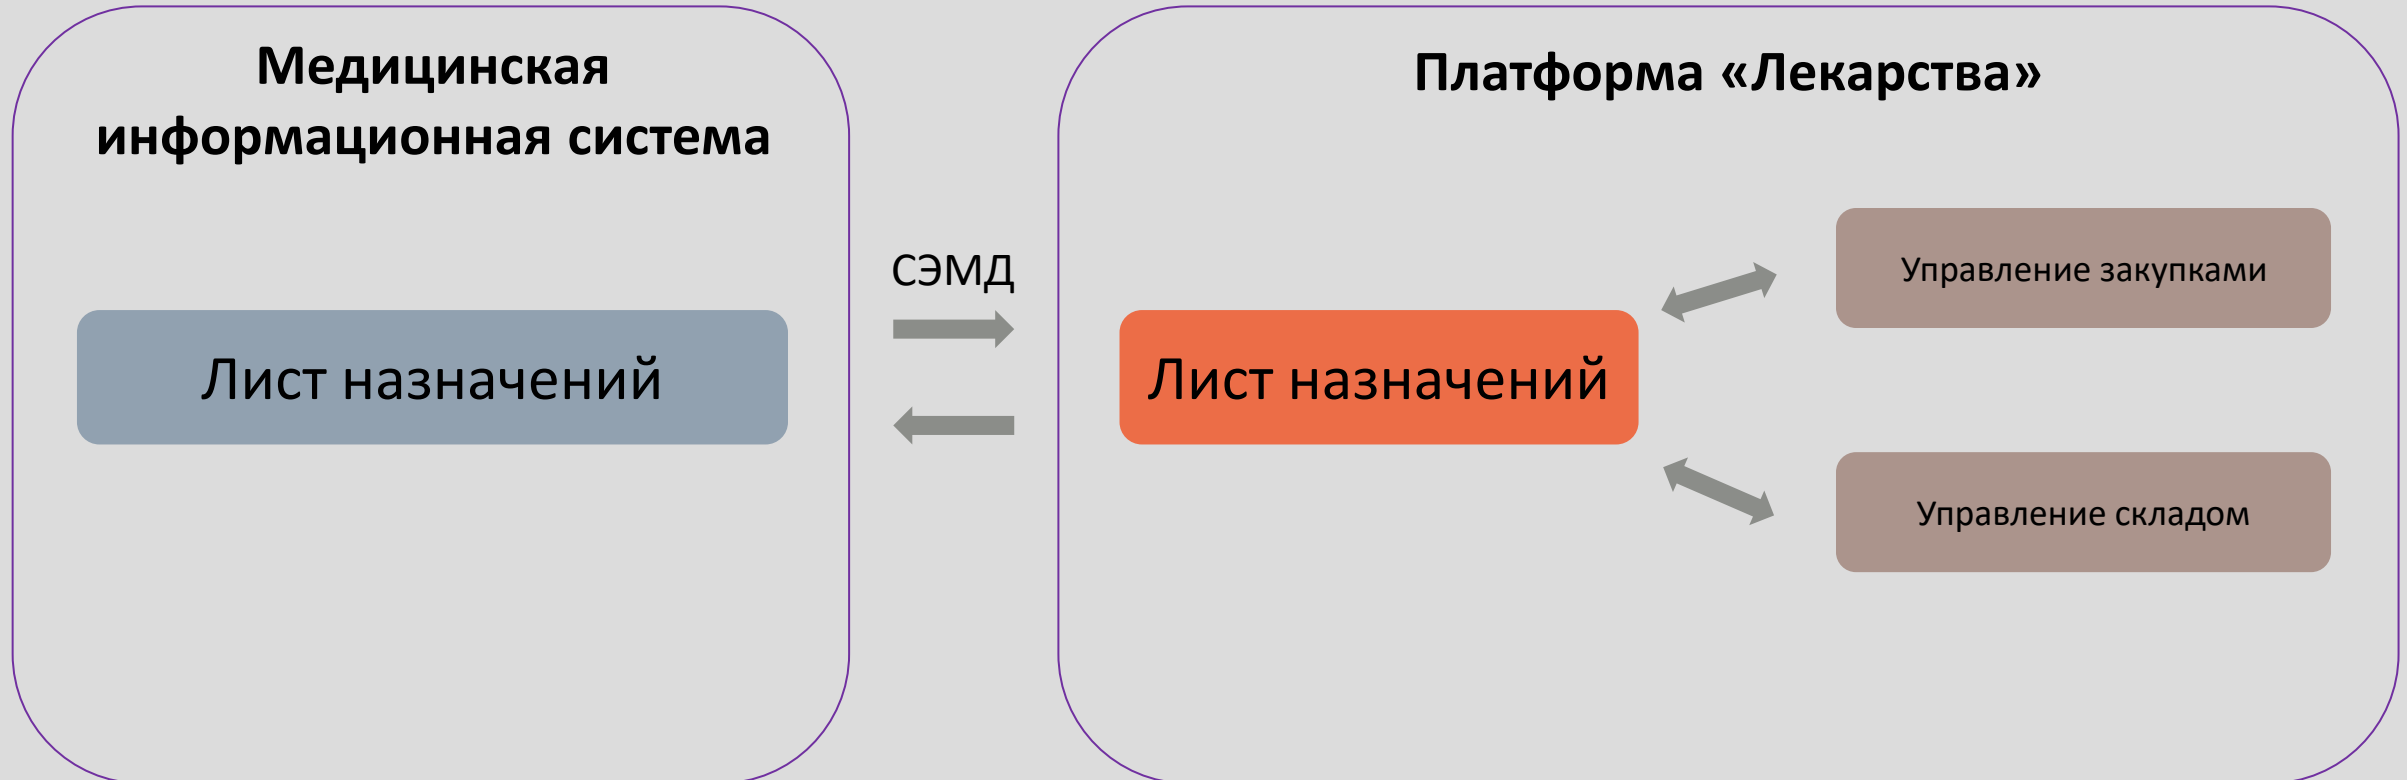 Медицинская
информационная система
Лист назначений
СЭМД
Платформа «Лекарства»
Лист назначений
Управление закупками
Управление складом